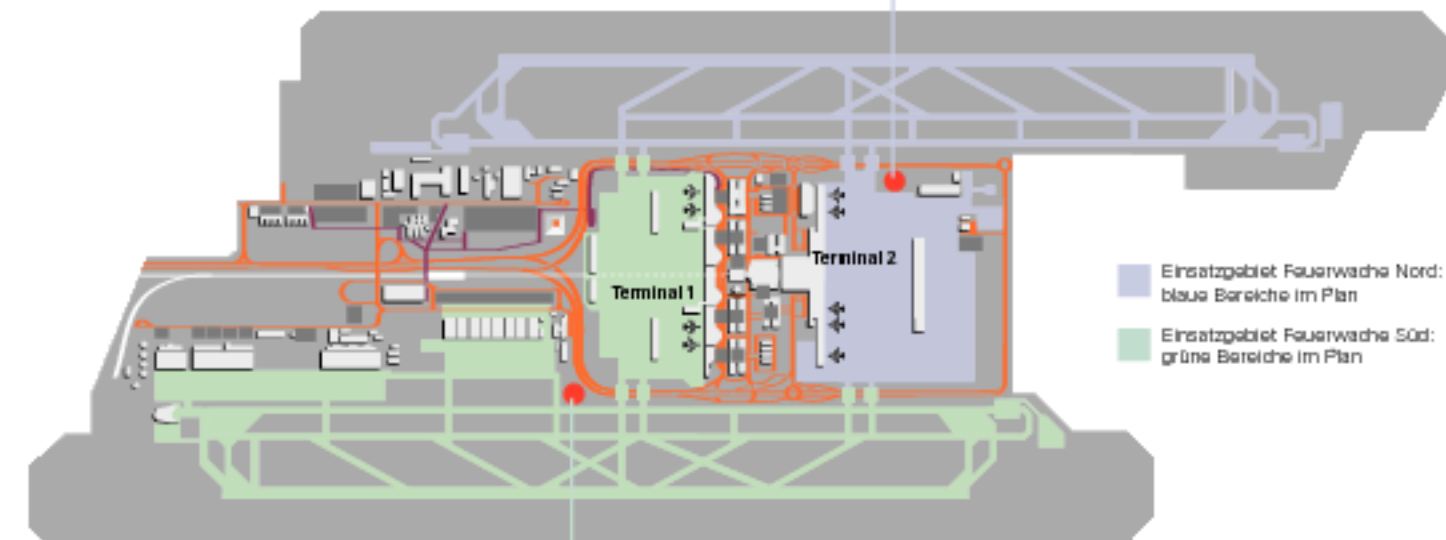 Terminal 2
Terminal 1
Einsatzgebiet Feuerwache Nord:
blaue Bereiche im Plan
Einsatzgebiet Feuerwache Süd:
grüne Bereiche im Plan